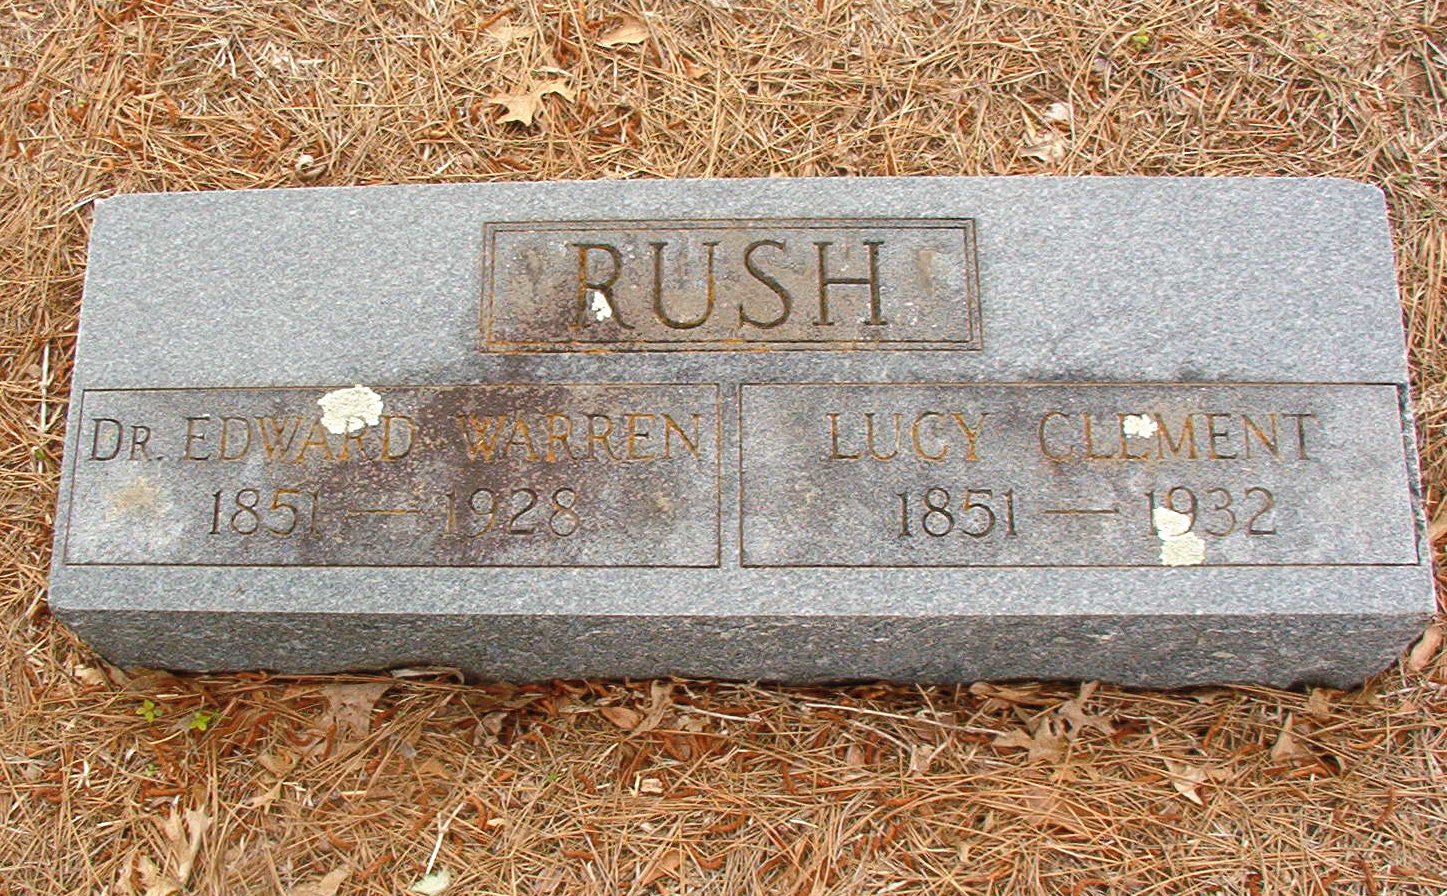 RUSH
DR. EDWARD WARREN
1851 — 1928
LUCY CLEMENT
1851 — 1932